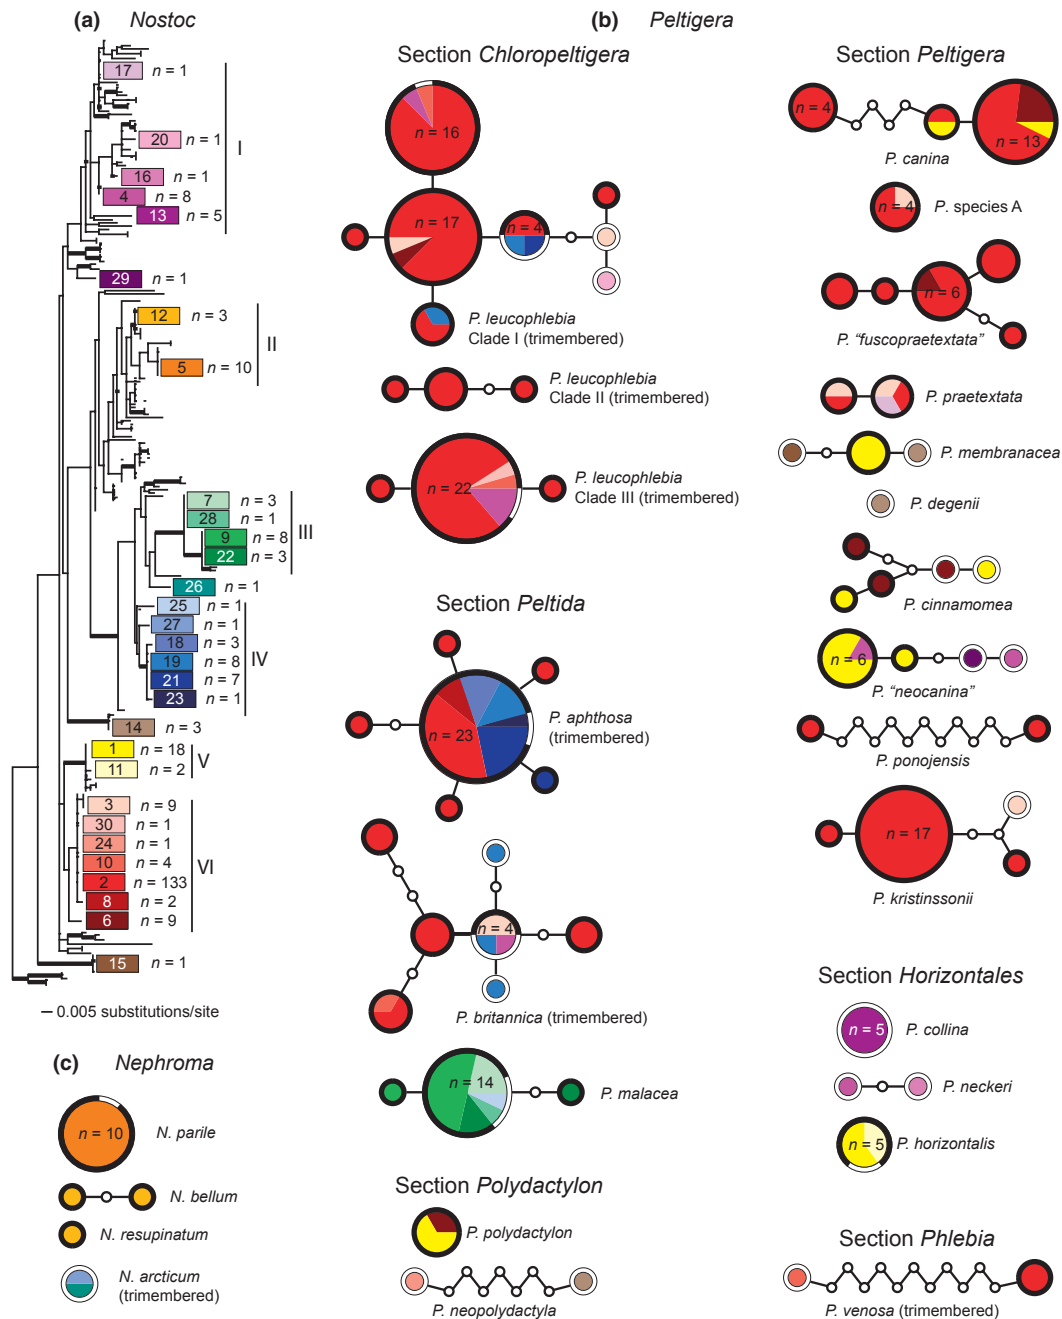 (a) Nostoc
17 n = 1
20 n = 1
I
16 n = 1
4 n = 8
13 n = 5
29 n = 1
12 n = 3
II
5 n = 10
7 n = 3
28 n = 1
III
9 n = 8
22 n = 3
26 n = 1
25 n = 1
27 n = 1
18 n = 3
IV
19 n = 8
21 n = 7
23 n = 1
14 n = 3
1 n = 18
V
11 n = 2
3 n = 9
30 n = 1
24 n = 1
10 n = 4
VI
2 n = 133
8 n = 2
6 n = 9
15 n = 1
0.005 substitutions/site
(c) Nephroma
n = 10
N. parile
N. bellum
N. resupinatum
N. arcticum
(trimembered)
(b) Peltigera
Section Chloropeltigera
n = 16
n = 17
n = 4
P. leucophlebia
Clade I (trimembered)
P. leucophlebia
Clade II (trimembered)
n = 22
P. leucophlebia
Clade III (trimembered)
Section Peltida
n = 23
P. aphthosa
(trimembered)
n = 4
P. britannica (trimembered)
n = 14
P. malacea
Section Polydactylon
P. polydactylon
P. neopolydactyla
Section Peltigera
n = 4
n = 13
P. canina
n = 4
P. species A
n = 6
P. “fuscopraetextata”
P. praetextata
P. membranacea
P. degenii
P. cinnamomea
n = 6
P. “neocanina”
P. ponojensis
n = 17
P. kristinssonii
Section Horizontales
n = 5
P. collina
P. neckeri
n = 5
P. horizontalis
Section Phlebia
P. venosa (trimembered)